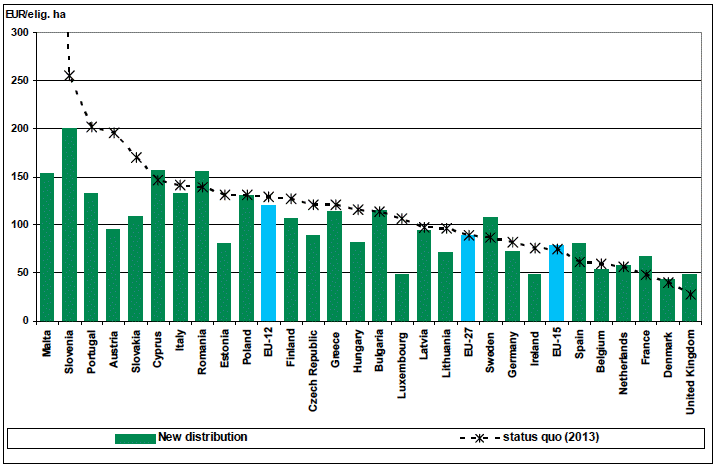 EUR/elig. ha
300
250
200
150
100
50
0
Malta
Slovenia
Portugal
Austria
Slovakia
Cyprus
Italy
Romania
Estonia
Poland
EU-12
Finland
Czech Republic
Greece
Hungary
Bulgaria
Luxembourg
Latvia
Lithuania
EU-27
Sweden
Germany
Ireland
EU-15
Spain
Belgium
Netherlands
France
Denmark
United Kingdom
New distribution
status quo (2013)